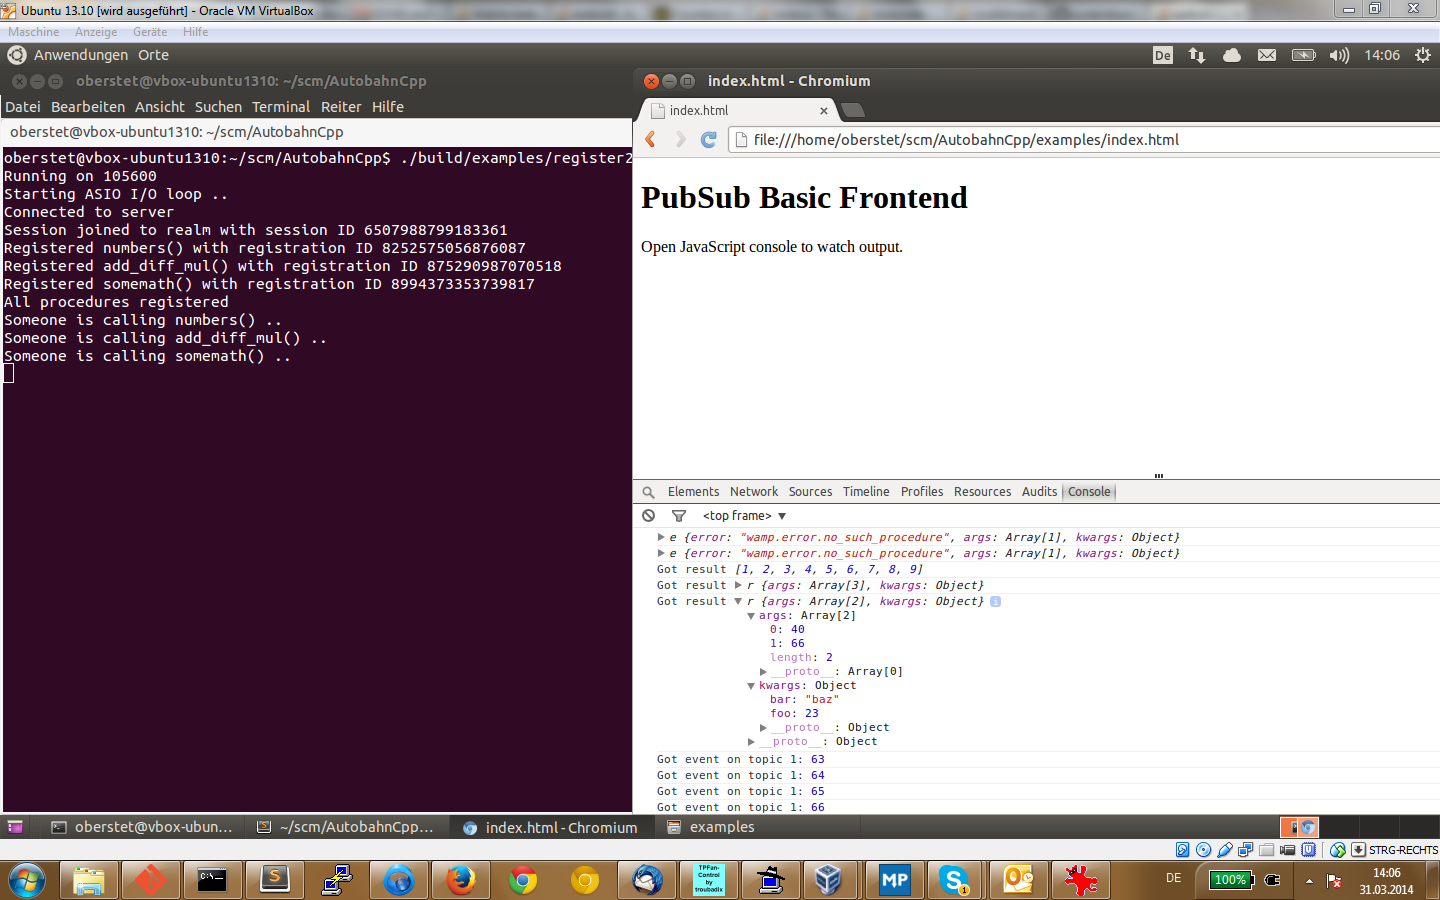 Ubuntu 13.10 [wird ausgeführt] - Oracle VM VirtualBox
Maschine Anzeige Geräte Hilfe
Anwendungen Orte
De
14:06
oberstet@vbox-ubuntu1310: ~/scm/AutobahnCpp
Datei Bearbeiten Ansicht Suchen Terminal Reiter Hilfe
oberstet@vbox-ubuntu1310: ~/scm/AutobahnCpp
oberstet@vbox-ubuntu1310:~/scm/AutobahnCpp$ ./build/examples/register2
Running on 105600
Starting ASIO I/O loop ..
Connected to server
Session joined to realm with session ID 6507988799183361
Registered numbers() with registration ID 8252575056876087
Registered add_diff_mul() with registration ID 875290987070518
Registered somemath() with registration ID 8994373353739817
All procedures registered
Someone is calling numbers() ..
Someone is calling add_diff_mul() ..
Someone is calling somemath() ..
index.html - Chromium
index.html
file:///home/oberstet/scm/AutobahnCpp/examples/index.html
PubSub Basic Frontend
Open JavaScript console to watch output.
Elements Network Sources Timeline Profiles Resources Audits Console
<top frame>
e {error: "wamp.error.no_such_procedure", args: Array[1], kwargs: Object}
e {error: "wamp.error.no_such_procedure", args: Array[1], kwargs: Object}
Got result [1, 2, 3, 4, 5, 6, 7, 8, 9]
Got result r {args: Array[3], kwargs: Object}
Got result r {args: Array[2], kwargs: Object}
args: Array[2]
0: 40
1: 66
length: 2
__proto__: Array[0]
kwargs: Object
bar: "baz"
foo: 23
__proto__: Object
__proto__: Object
Got event on topic 1: 63
Got event on topic 1: 64
Got event on topic 1: 65
Got event on topic 1: 66
oberstet@vbox-ubun...
~/scm/AutobahnCpp...
index.html - Chromium
examples
STRG-RECHTS
C:\_
TPFan-
Control
by
troubadix
MP
S
1
DE
100%
14:06
31.03.2014